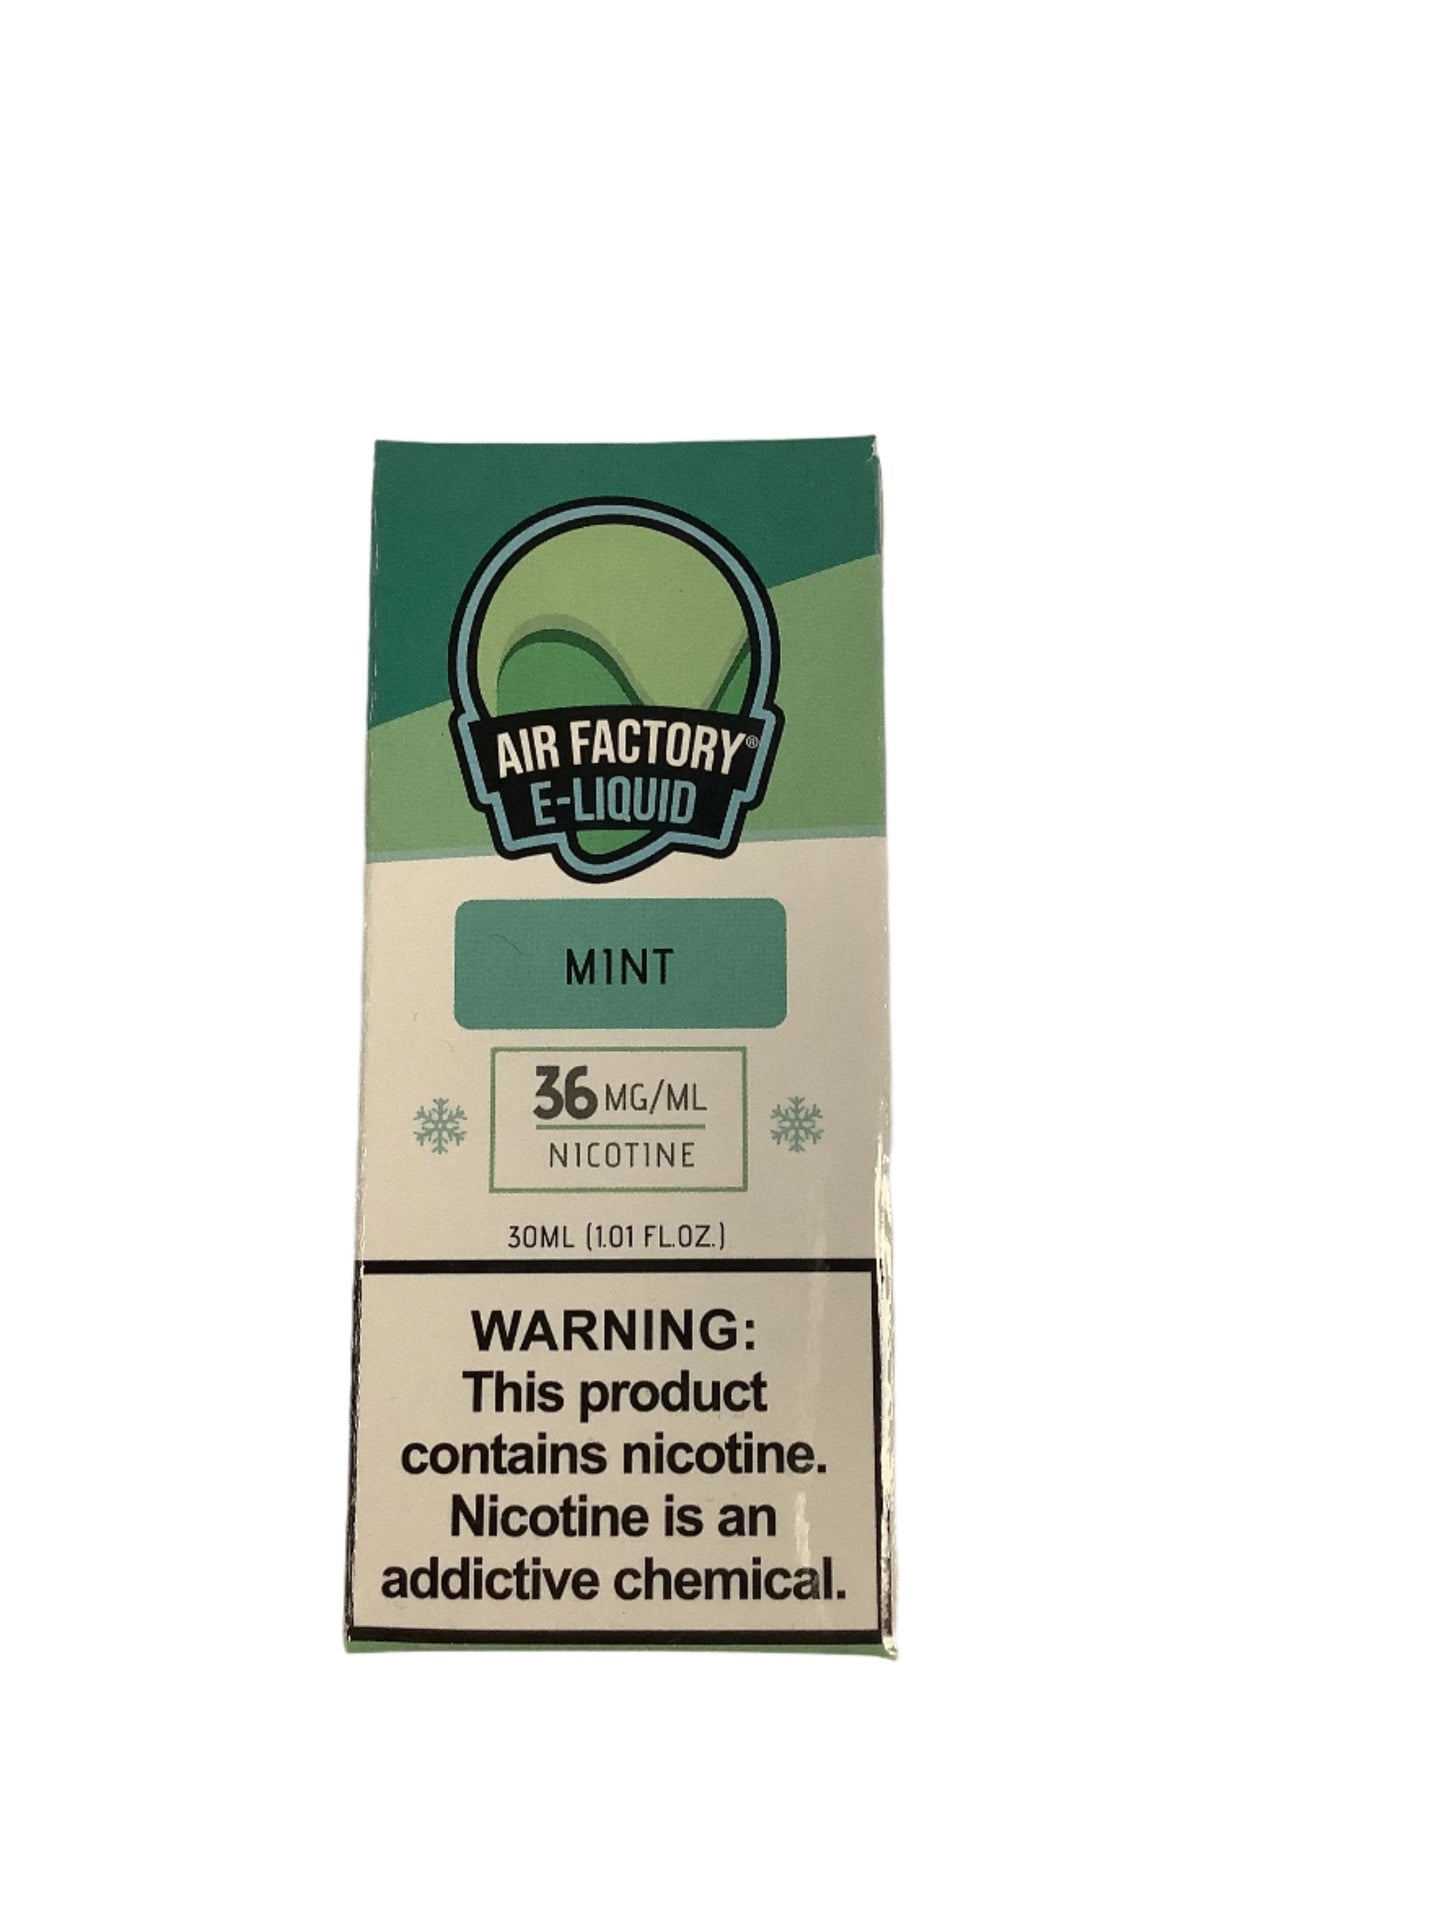 AIR FACTORY®
E-LIQUID
MINT
36 MG/ML
NICOTINE
30ML (1.01 FL.OZ.)
WARNING:
This product
contains nicotine.
Nicotine is an
addictive chemical.